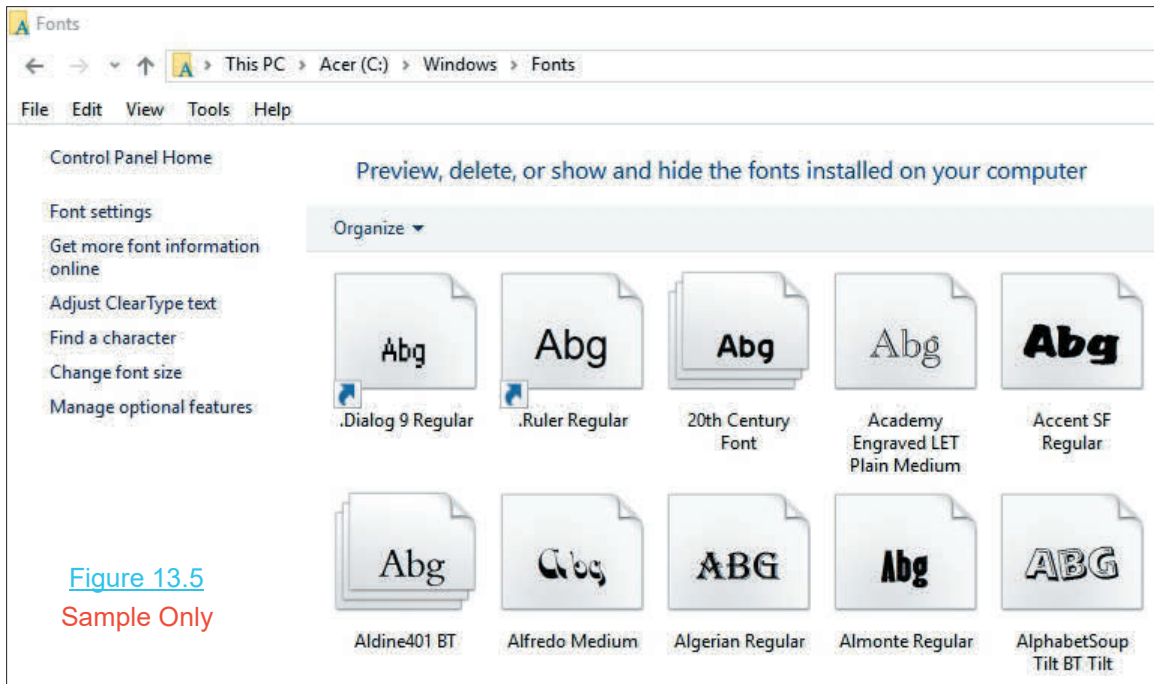 Fonts
This PC > Acer (C:) > Windows > Fonts
File Edit View Tools Help
Control Panel Home
Preview, delete, or show and hide the fonts installed on your computer
Font settings
Get more font information
online
Adjust ClearType text
Find a character
Change font size
Manage optional features
Organize
Abg Abg Abg Abg Abg
.Dialog 9 Regular .Ruler Regular 20th Century Academy Accent SF
Font Engraved LET Regular
Plain Medium
Abg Abg ABG Abg ABG
Aldine401 BT Alfredo Medium Algerian Regular Almonte Regular AlphabetSoup
Tilt BT Tilt
Figure 13.5
Sample Only